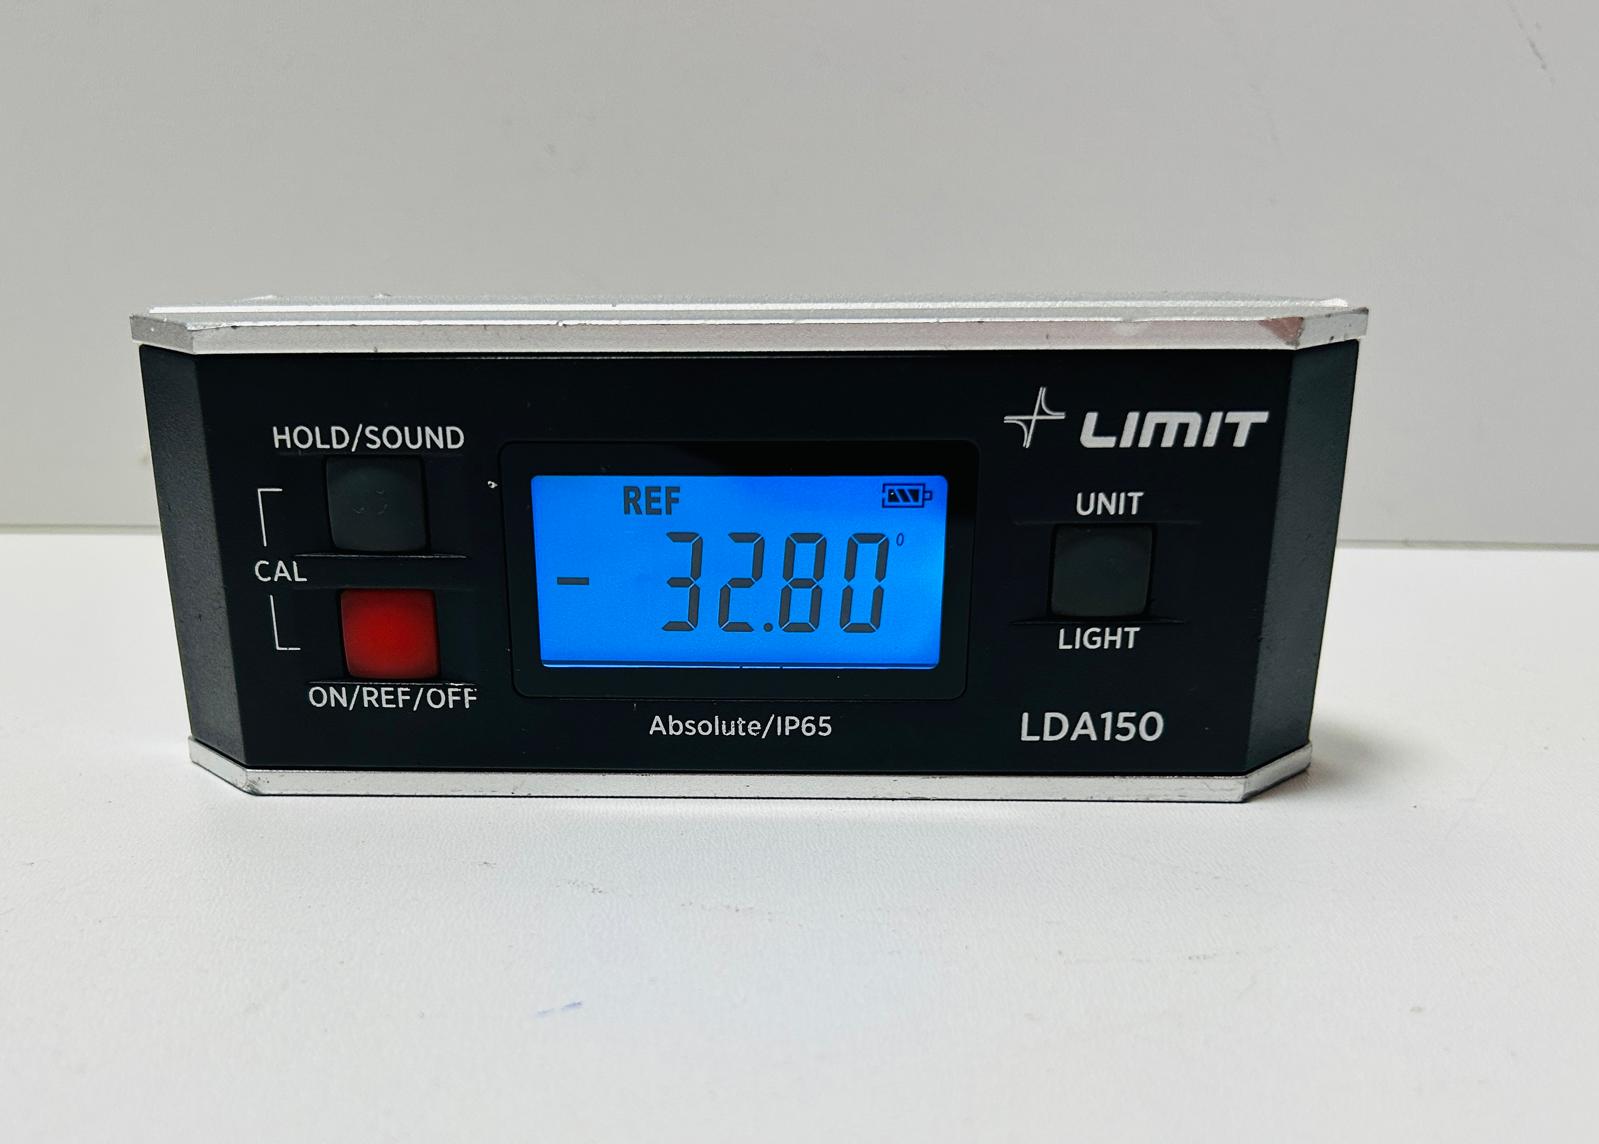 HOLD/SOUND
CAL
ON/REF/OFF
REF
- 32.80°
Absolute/IP65
LIMIT
UNIT
LIGHT
LDA150